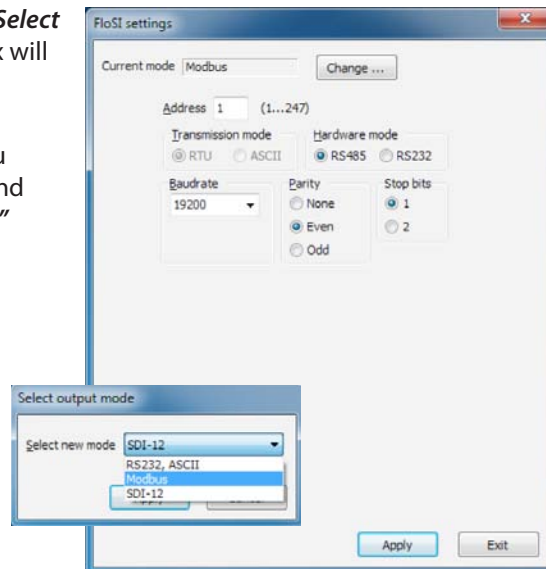 Select
x will
u
nd
"
FloSI settings
Current mode Modbus Change ...
Address 1 (1...247)
Transmission mode Hardware mode
RTU ASCII RS485 RS232
Baudrate Parity Stop bits
19200 None 1
Even 2
Odd
Select output mode
Select new mode SDI-12
RS232, ASCII
Modbus
SDI-12
Apply Exit